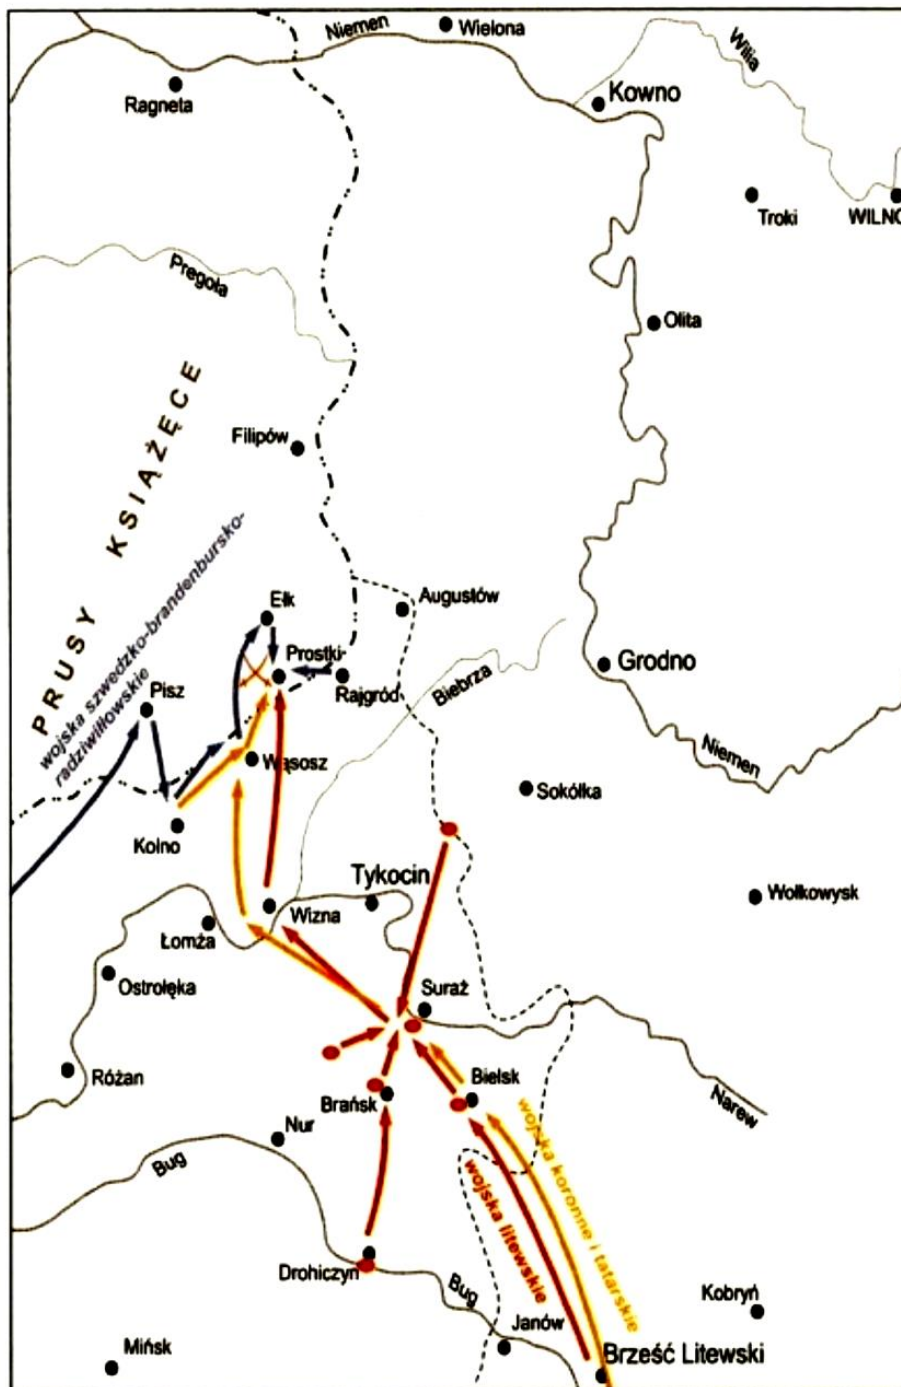 Niemen
Wielona
Wilia
Ragneta
Kowno
Troki
WILNO
Pregoła
Olita
PRUSY KSIĄŻĘCE
Filipów
wojska szwedzko-brandenbursko-
radziwiłłowskie
Ełk
Augustów
Prostki
Grodno
Pisz
Rajgród
Biebrza
Niemen
Wąsosz
Sokółka
Kolno
Tykocin
Wołkowysk
Wizna
Łomża
Ostrołęka
Suraż
Różan
Brańsk
Bielsk
Narew
Nur
Bug
wojska koronne i tatarskie
wojska litewskie
Drohiczyn
Bug
Kobryń
Janów
Mińsk
Brześć Litewski